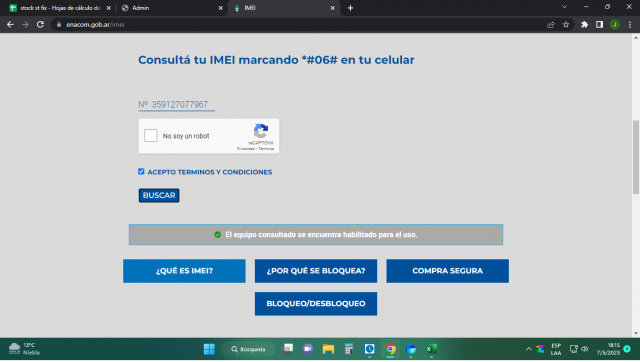 stock st fix - Hojas de cálculo de
Admin
IMEI
enacom.gob.ar/imei
Consultá tu IMEI marcando *#06# en tu celular
Nº 359127077967
No soy un robot
reCAPTCHA
Privacidad - Términos
ACEPTO TERMINOS Y CONDICIONES
BUSCAR
El equipo consultado se encuentra habilitado para el uso.
¿QUÉ ES IMEI?
¿POR QUÉ SE BLOQUEA?
COMPRA SEGURA
BLOQUEO/DESBLOQUEO
13°C
Niebla
Búsqueda
ESP
LAA
18:15
7/5/2023